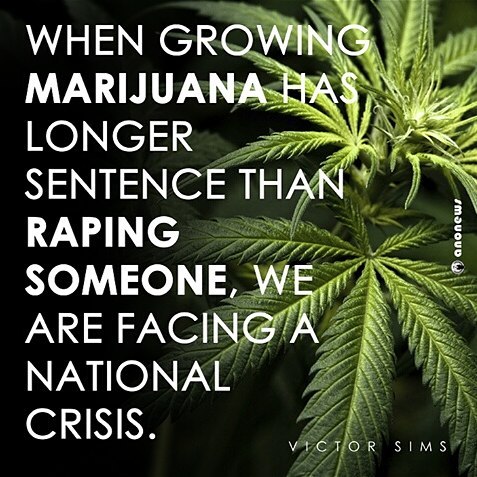 WHEN GROWING
MARIJUANA HAS
LONGER
SENTENCE THAN
RAPING
SOMEONE, WE
ARE FACING A
NATIONAL
CRISIS.
VICTOR SIMS
anonews